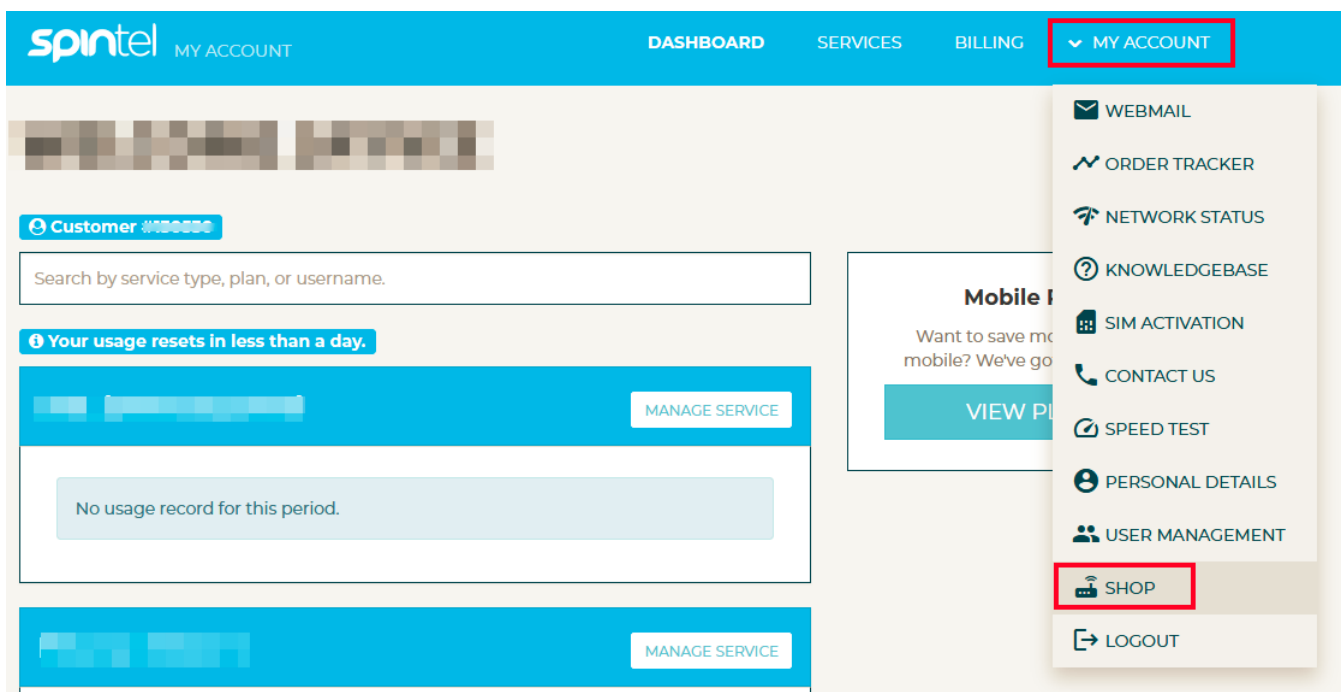 spintel MY ACCOUNT
DASHBOARD
SERVICES
BILLING
MY ACCOUNT
WEBMAIL
ORDER TRACKER
NETWORK STATUS
KNOWLEDGEBASE
SIM ACTIVATION
CONTACT US
SPEED TEST
PERSONAL DETAILS
USER MANAGEMENT
SHOP
LOGOUT
Customer
Search by service type, plan, or username.
Your usage resets in less than a day.
MANAGE SERVICE
No usage record for this period.
MANAGE SERVICE
Mobile
Want to save
mobile? We've
VIEW